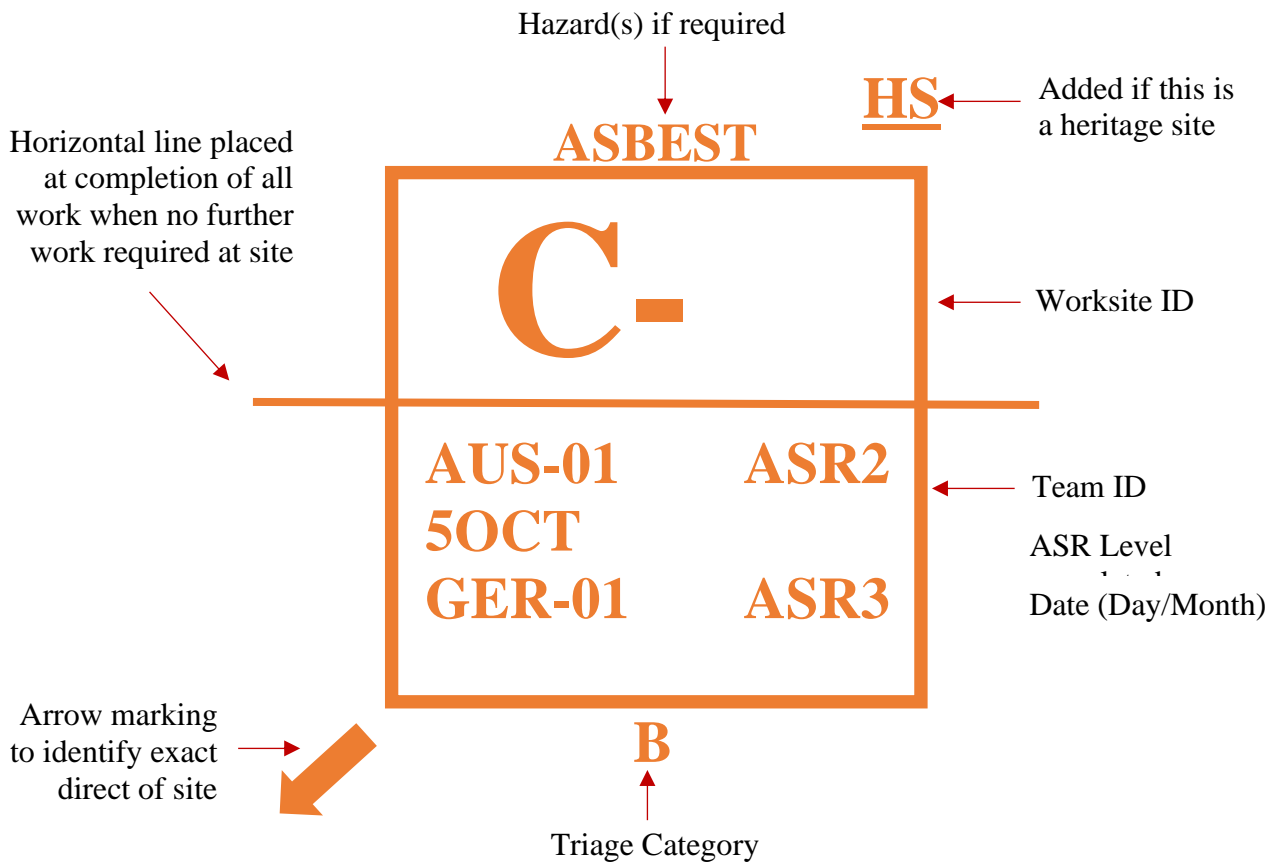 Hazard(s) if required
HS
Added if this is
a heritage site
ASBEST
Horizontal line placed
at completion of all
work when no further
work required at site
C-
Worksite ID
AUS-01 ASR2
5OCT
GER-01 ASR3
Team ID
ASR Level
Date (Day/Month)
Arrow marking
to identify exact
direct of site
B
Triage Category